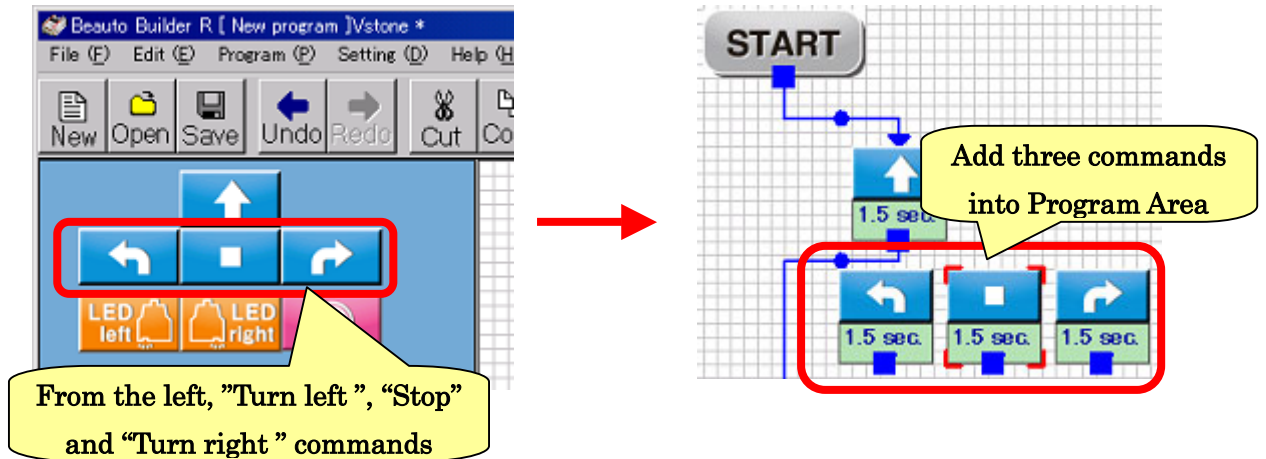 Beauto Builder R [ New program ]Vstone *
File (F) Edit (E) Program (P) Setting (D) Help (H
New Open Save Undo Redo Cut Co
LED
left
LED
right
From the left, ”Turn left ”, “Stop”
and “Turn right ” commands
START
1.5 sec.
Add three commands
into Program Area
1.5 sec. 1.5 sec. 1.5 sec.